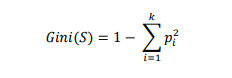 Gini(S) = 1 − ∑_{i=1}^{k} p_i^2